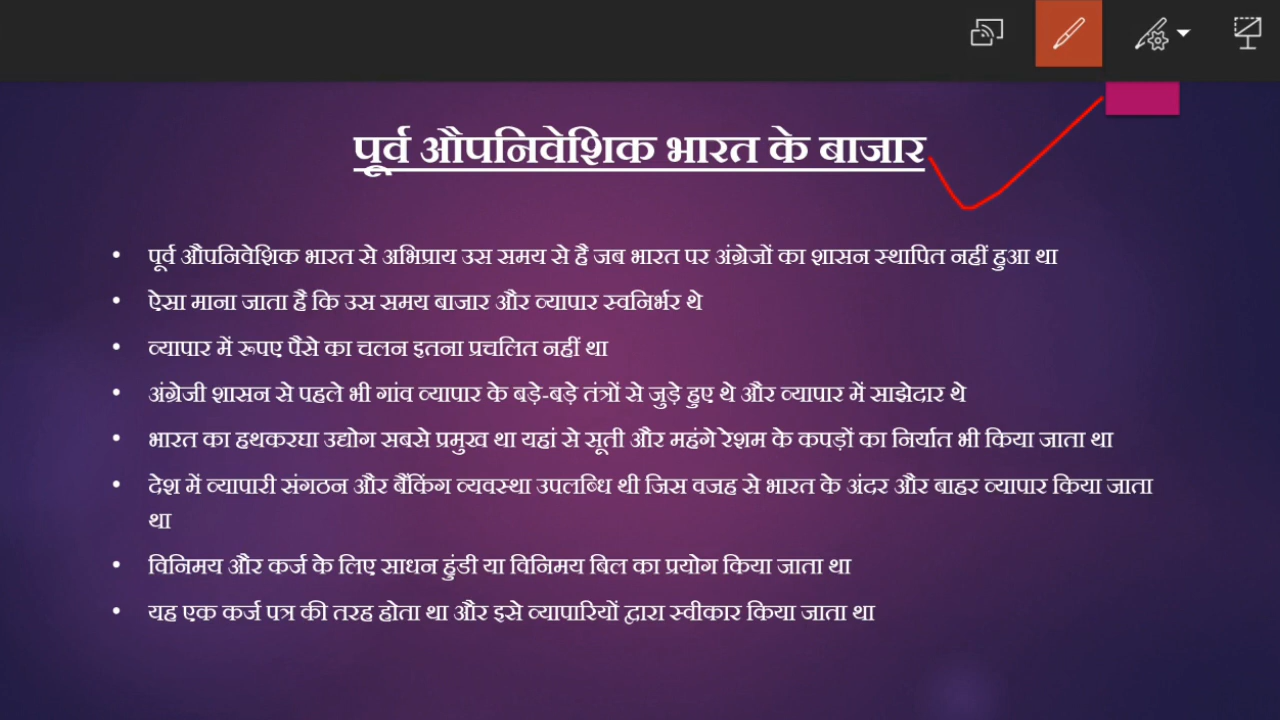 पूर्व औपनिवेशिक भारत के बाजार
• पूर्व औपनिवेशिक भारत से अभिप्राय उस समय से है जब भारत पर अंग्रेजों का शासन स्थापित नहीं हुआ था
• ऐसा माना जाता है कि उस समय बाजार और व्यापार स्वनिर्भर थे
• व्यापार में रूपए पैसे का चलन इतना प्रचलित नहीं था
• अंग्रेजी शासन से पहले भी गांव व्यापार के बड़े-बड़े तंत्रों से जुड़े हुए थे और व्यापार में साझेदार थे
• भारत का हथकरघा उद्योग सबसे प्रमुख था यहां से सूती और महंगे रेशम के कपड़ों का निर्यात भी किया जाता था
• देश में व्यापारी संगठन और बैंकिंग व्यवस्था उपलब्धि थी जिस वजह से भारत के अंदर और बाहर व्यापार किया जाता
था
• विनिमय और कर्ज के लिए साधन हुंडी या विनिमय बिल का प्रयोग किया जाता था
• यह एक कर्ज पत्र की तरह होता था और इसे व्यापारियों द्वारा स्वीकार किया जाता था